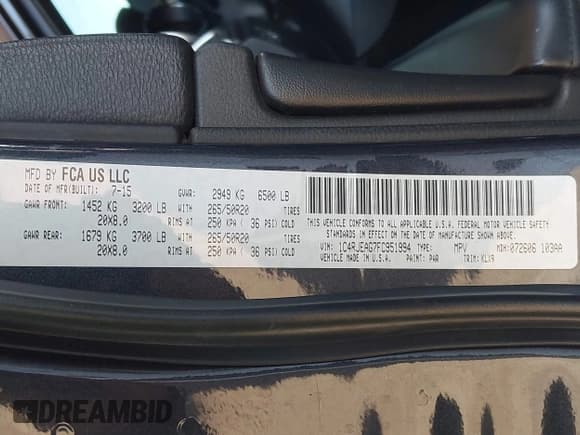 MFD BY FCA US LLC
DATE OF MFR(BUILT): 7-15 GVWR: 2949 KG 6500 LB
GAWR FRONT: 1452 KG 3200 LB 265/50R20 TIRES
20X8.0 RIMS AT 250 KPA ( 36 PSI) COLD
GAWR REAR: 1679 KG 3700 LB 265/50R20 TIRES
20X8.0 RIMS AT 250 KPA ( 36 PSI) COLD
THIS VEHICLE CONFORMS TO ALL APPLICABLE U.S.A. FEDERAL MOTOR VEHICLE SAFETY
STANDARDS IN EFFECT ON THE DATE OF MANUFACTURE SHOWN ABOVE.
VIN: 1C4RJEAG7FC951994 TYPE: MPV MDH:072606 103AA
VEHICLE MADE IN U.S.A. PAINT: PAR TRIM: KLX9
DREAMBID